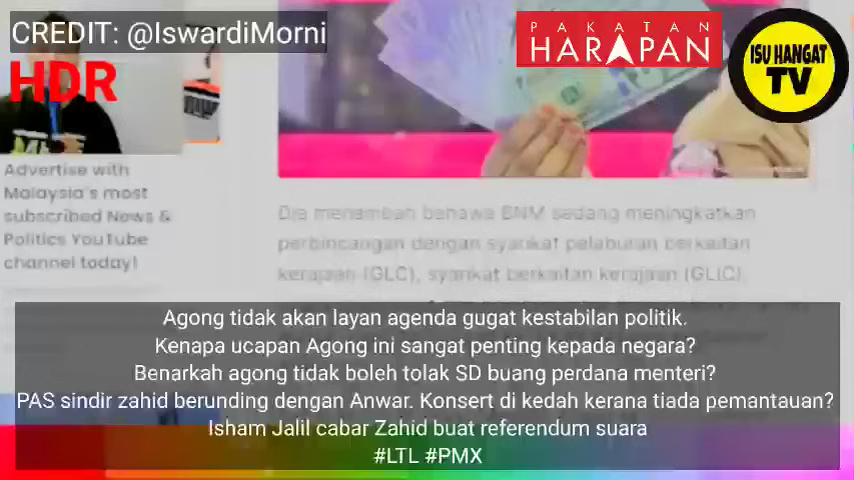 CREDIT: @IswardiMorni
PAKATAN
HARAPAN
ISU HANGAT
TV
HDR
Advertise with
Malaysia's most
subscribed News &
Politics YouTube
channel today!
Dia menambah bahawa BNM sedang meningkatkan
perbincangan dengan syarikat pelaburan berkaitan
kerajaan (GLC), syarikat berkaitan kerajaan (GLIC),
Agong tidak akan layan agenda gugat kestabilan politik.
Kenapa ucapan Agong ini sangat penting kepada negara?
Benarkah agong tidak boleh tolak SD buang perdana menteri?
PAS sindir zahid berunding dengan Anwar. Konsert di kedah kerana tiada pemantauan?
Isham Jalil cabar Zahid buat referendum suara
#LTL #PMX